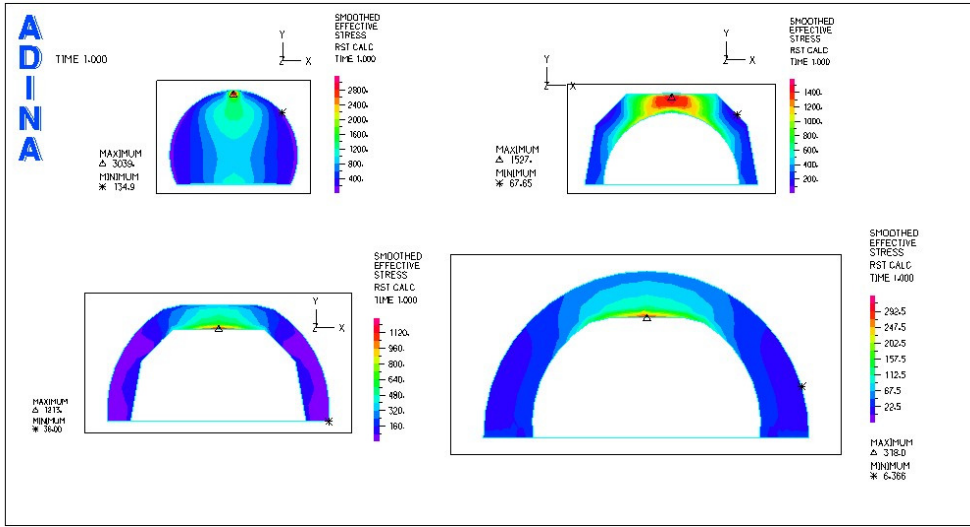 ADINA
TIME 1.000
SMOOTHED
EFFECTIVE
STRESS
RST CALC
TIME 1.000
Y
Z X
2800.
2400.
2000.
1600.
1200.
800.
400.
MAXIMUM
△ 3039.
MINIMUM
✳ 134.9
SMOOTHED
EFFECTIVE
STRESS
RST CALC
TIME 1.000
Y
Z X
Y
Z X
1400.
1200.
1000.
800.
600.
400.
200.
MAXIMUM
△ 1527.
MINIMUM
✳ 67.65
SMOOTHED
EFFECTIVE
STRESS
RST CALC
TIME 1.000
Y
Z X
1120.
960.
800.
640.
480.
320.
160.
MAXIMUM
△ 1213.
MINIMUM
✳ 36.00
SMOOTHED
EFFECTIVE
STRESS
RST CALC
TIME 1.000
292.5
247.5
202.5
157.5
112.5
67.5
22.5
MAXIMUM
△ 318.0
MINIMUM
✳ 6.366